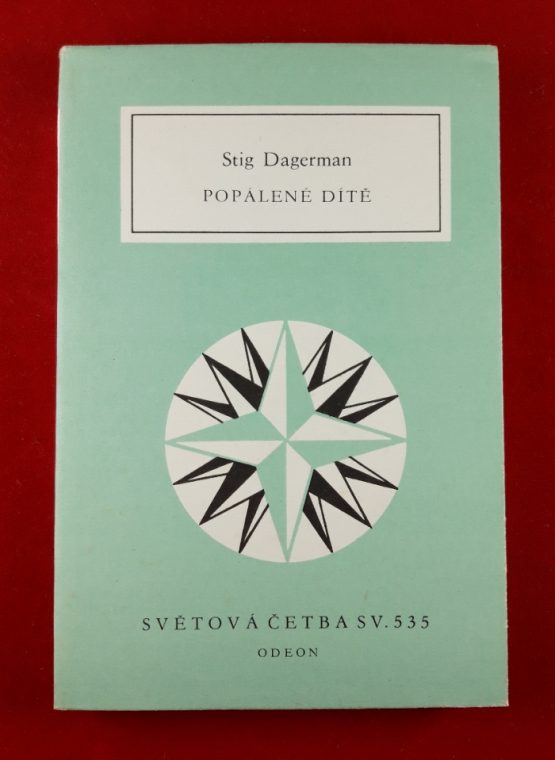 Stig Dagerman
POPÁLENÉ DÍTĚ
SVĚTOVÁ ČETBA SV. 535
ODEON